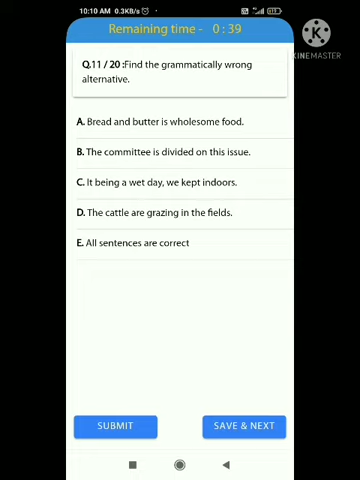 10:10 AM 0.3KB/s
Remaining time - 0 : 39
KINEMASTER
Q.11 / 20 :Find the grammatically wrong
alternative.
A. Bread and butter is wholesome food.
B. The committee is divided on this issue.
C. It being a wet day, we kept indoors.
D. The cattle are grazing in the fields.
E. All sentences are correct
SUBMIT SAVE & NEXT